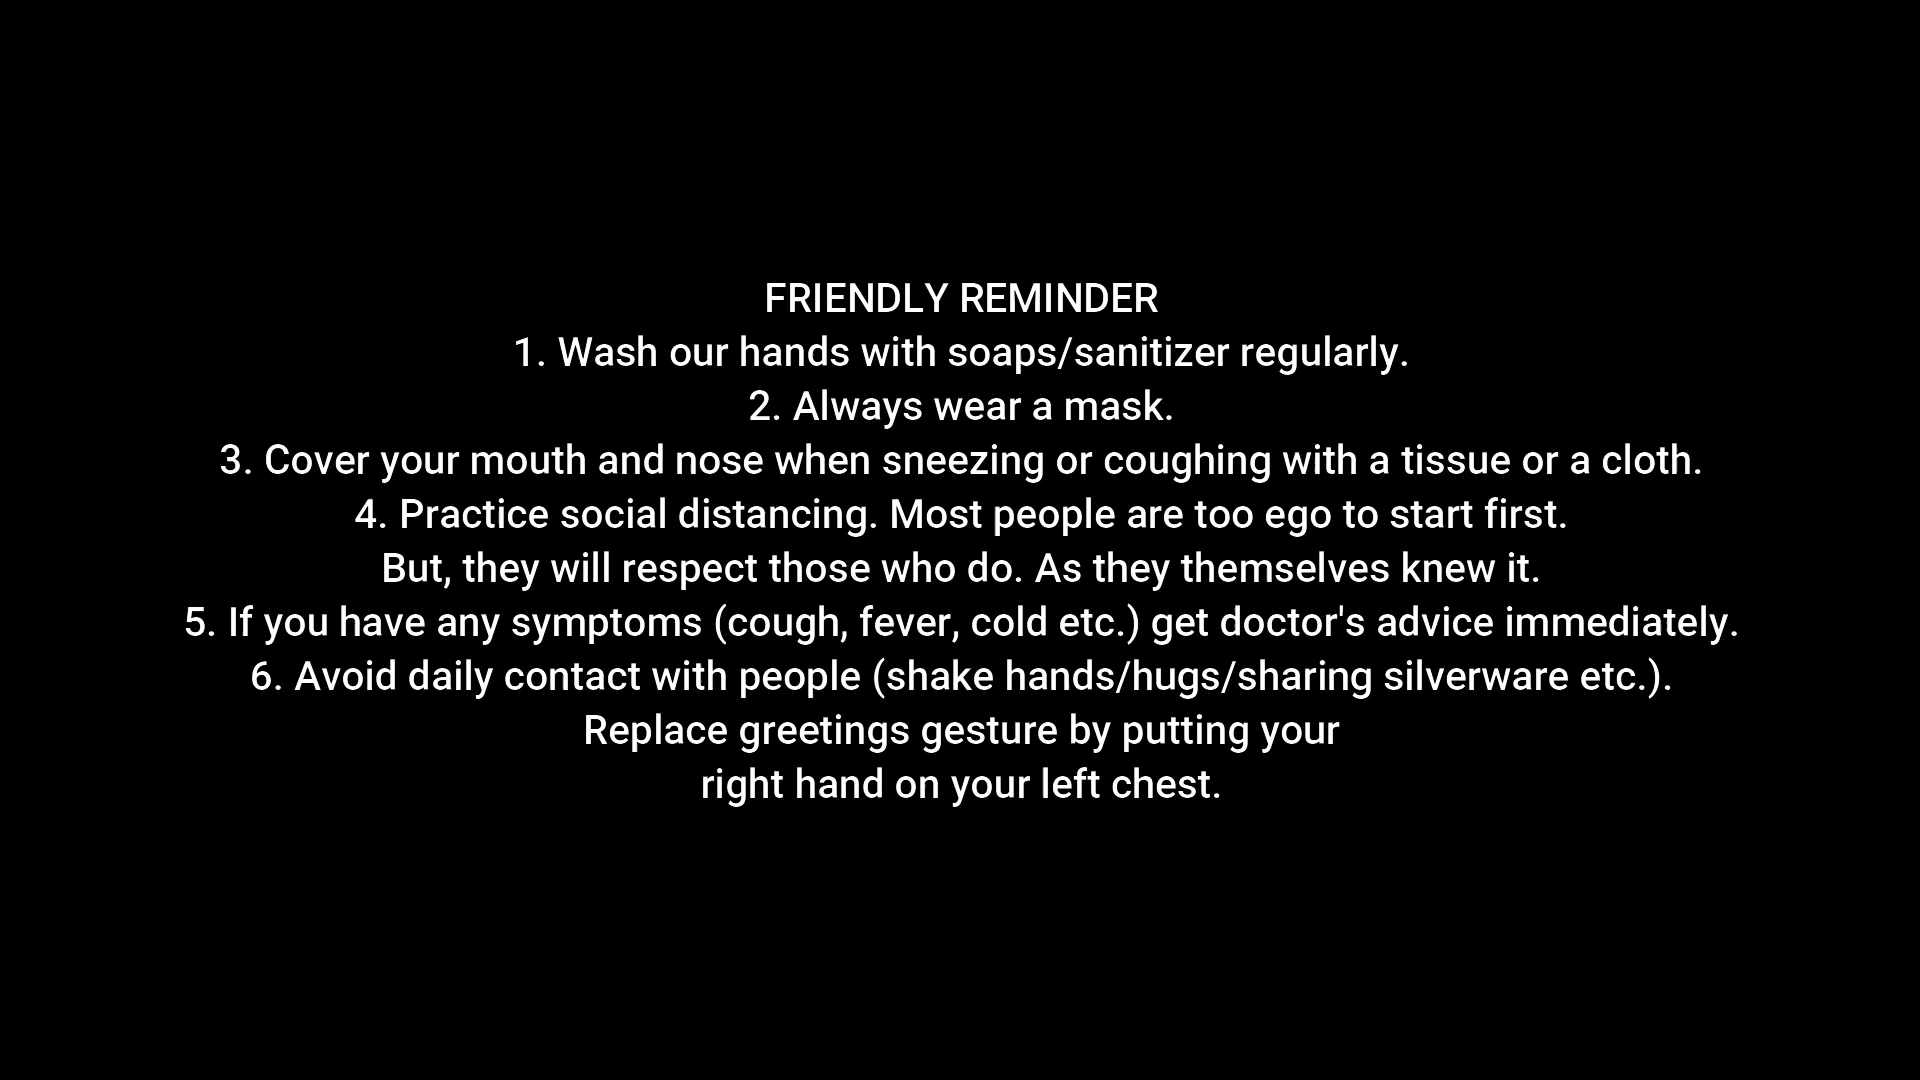 FRIENDLY REMINDER
1. Wash our hands with soaps/sanitizer regularly.
2. Always wear a mask.
3. Cover your mouth and nose when sneezing or coughing with a tissue or a cloth.
4. Practice social distancing. Most people are too ego to start first.
But, they will respect those who do. As they themselves knew it.
5. If you have any symptoms (cough, fever, cold etc.) get doctor's advice immediately.
6. Avoid daily contact with people (shake hands/hugs/sharing silverware etc.).
Replace greetings gesture by putting your
right hand on your left chest.